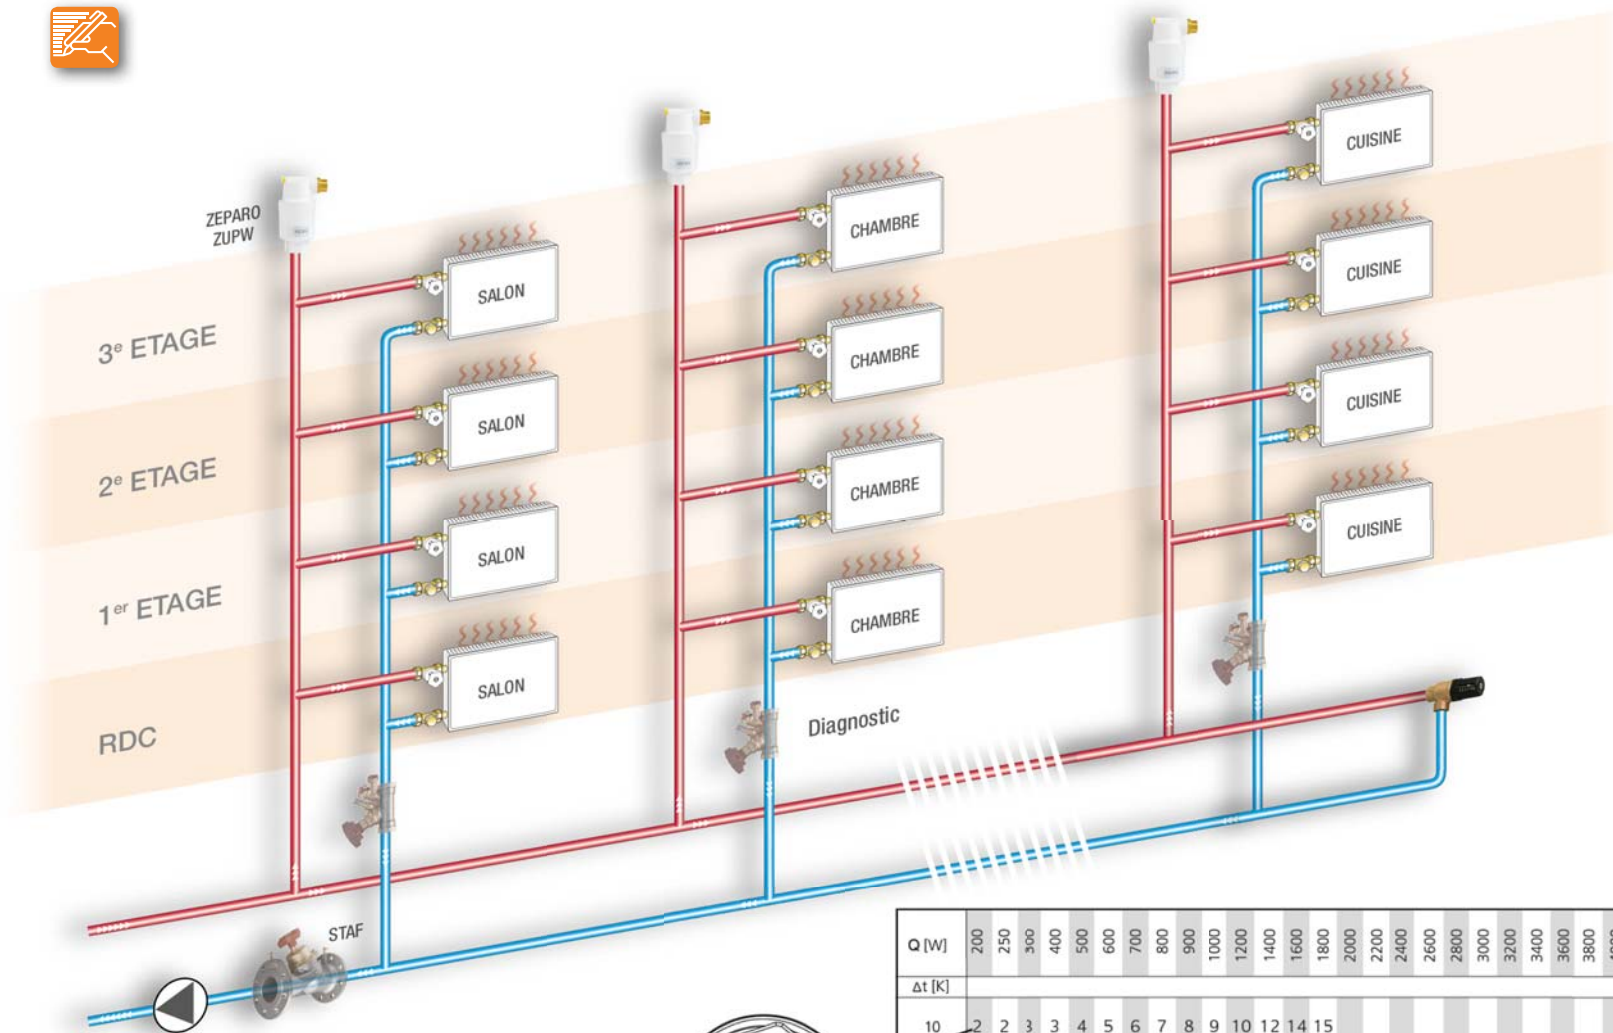 CUISINE
CHAMBRE
ZEPARO
ZUPW
SALON
CUISINE
3e ETAGE
CHAMBRE
SALON
CUISINE
2e ETAGE
CHAMBRE
SALON
CUISINE
1er ETAGE
CHAMBRE
SALON
RDC
Diagnostic
STAF
Q [W] 200 250 300 400 500 600 700 800 900 1000 1200 1400 1600 1800 2000 2200 2400 2600 2800 3000 3200 3400 3600 3800
Δt [K]
10 2 2 3 3 4 5 6 7 8 9 10 12 14 15